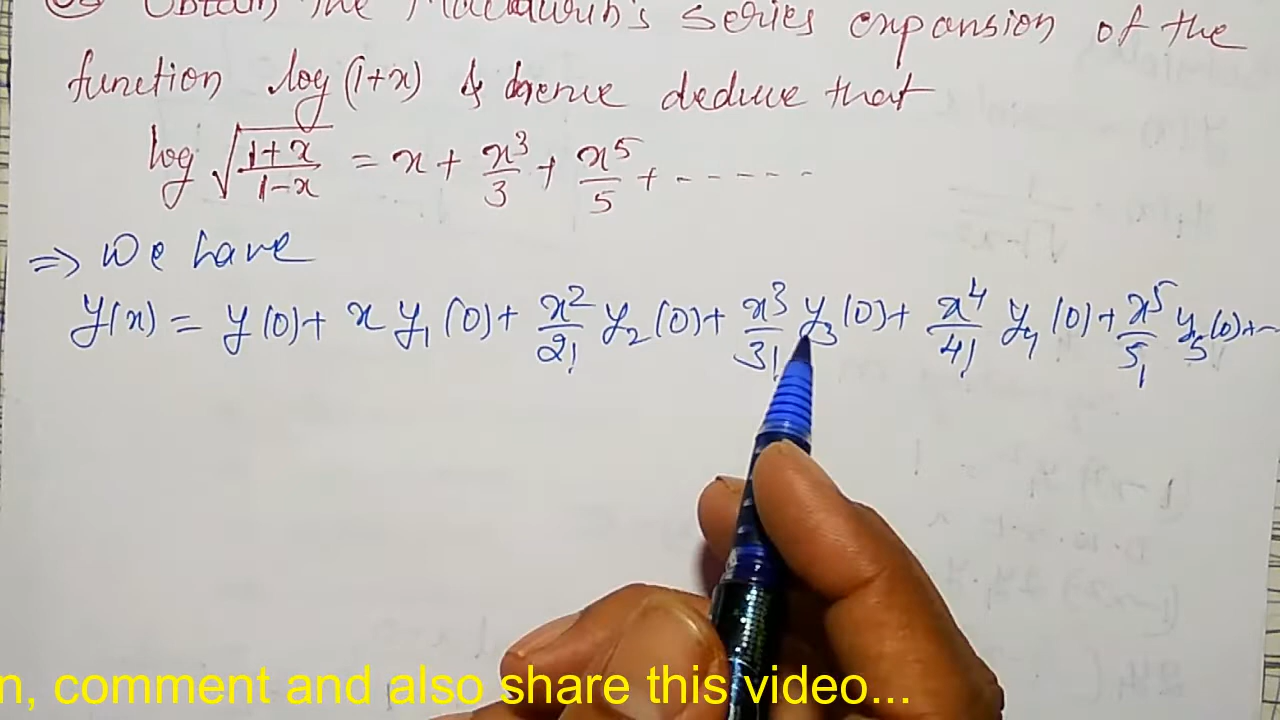 Obtain the Maclaurin's series expansion of the
function log(1+x) & hence deduce that
log √((1+x)/(1-x)) = x + x³/3 + x⁵/5 + ------
⇒ We have
y(x) = y(0) + x y₁(0) + x²/2! y₂(0) + x³/3! y₃(0) + x⁴/4! y₄(0) + x⁵/5! y₅(0) + --
n, comment and also share this video...